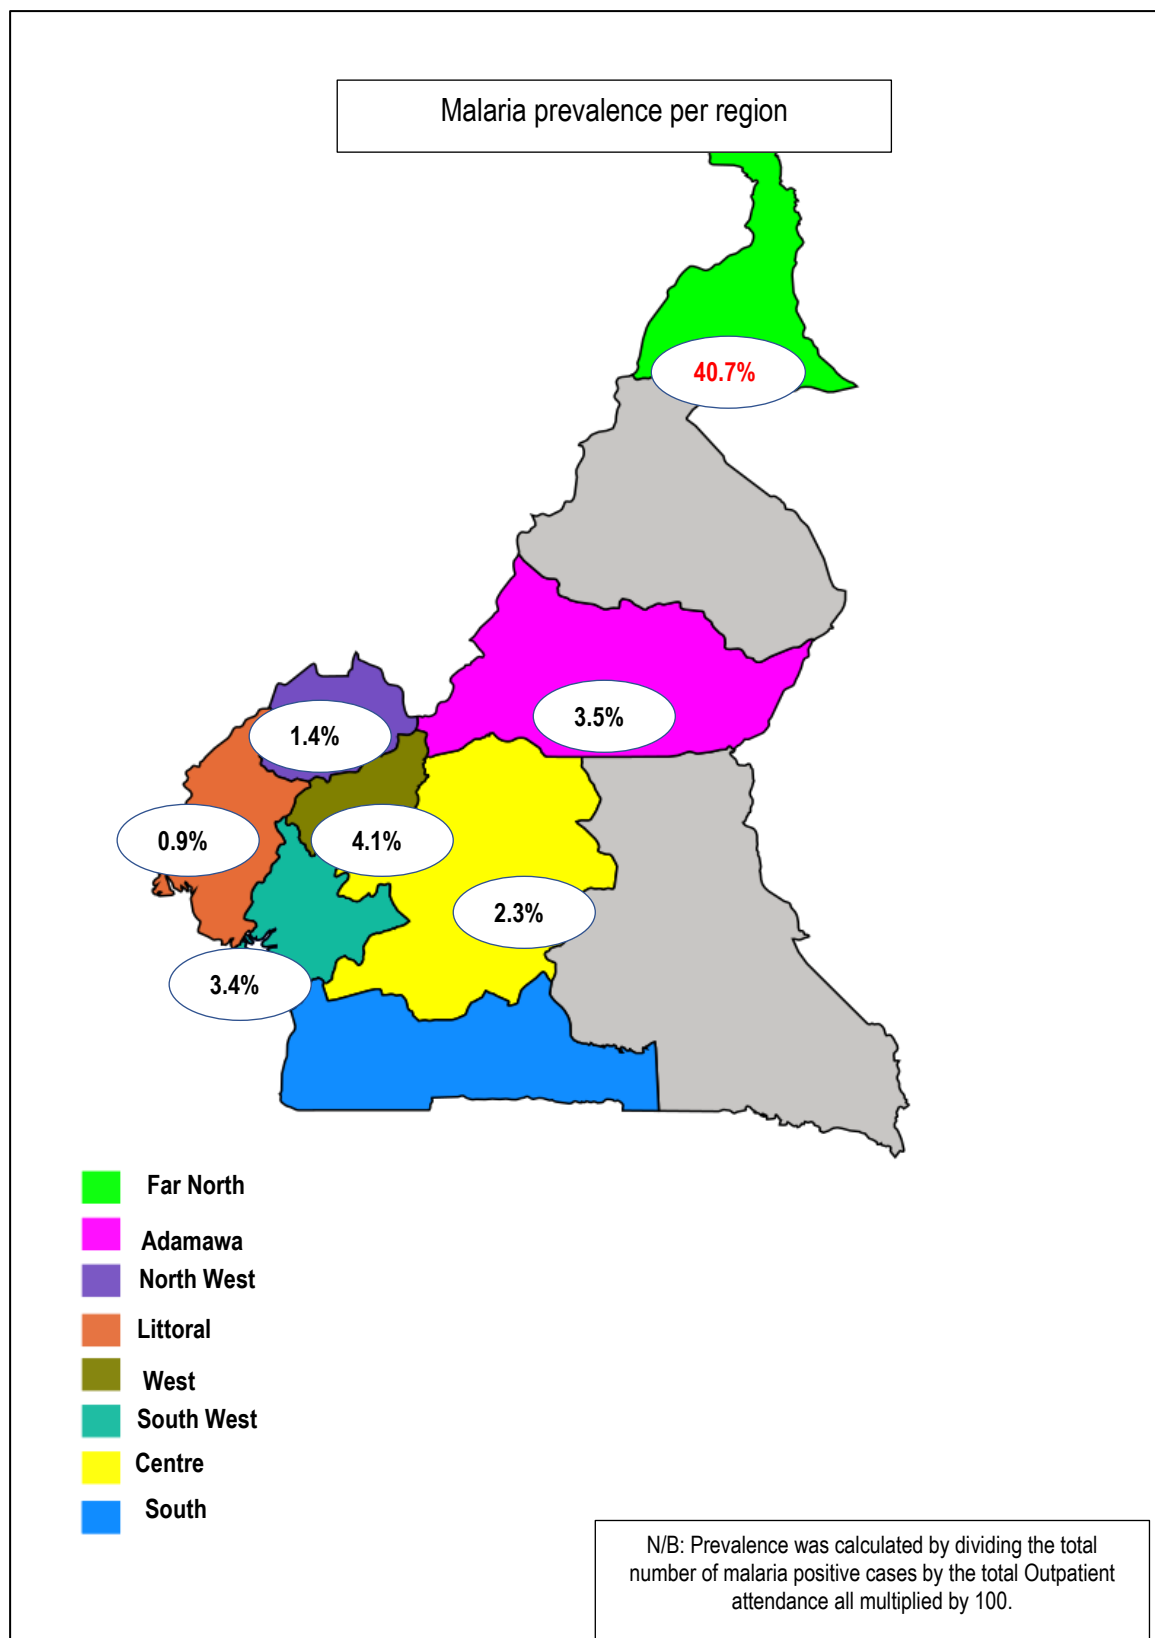 Malaria prevalence per region
40.7%
3.5%
1.4%
0.9%
4.1%
2.3%
3.4%
Far North
Adamawa
North West
Littoral
West
South West
Centre
South
N/B: Prevalence was calculated by dividing the total
number of malaria positive cases by the total Outpatient
attendance all multiplied by 100.